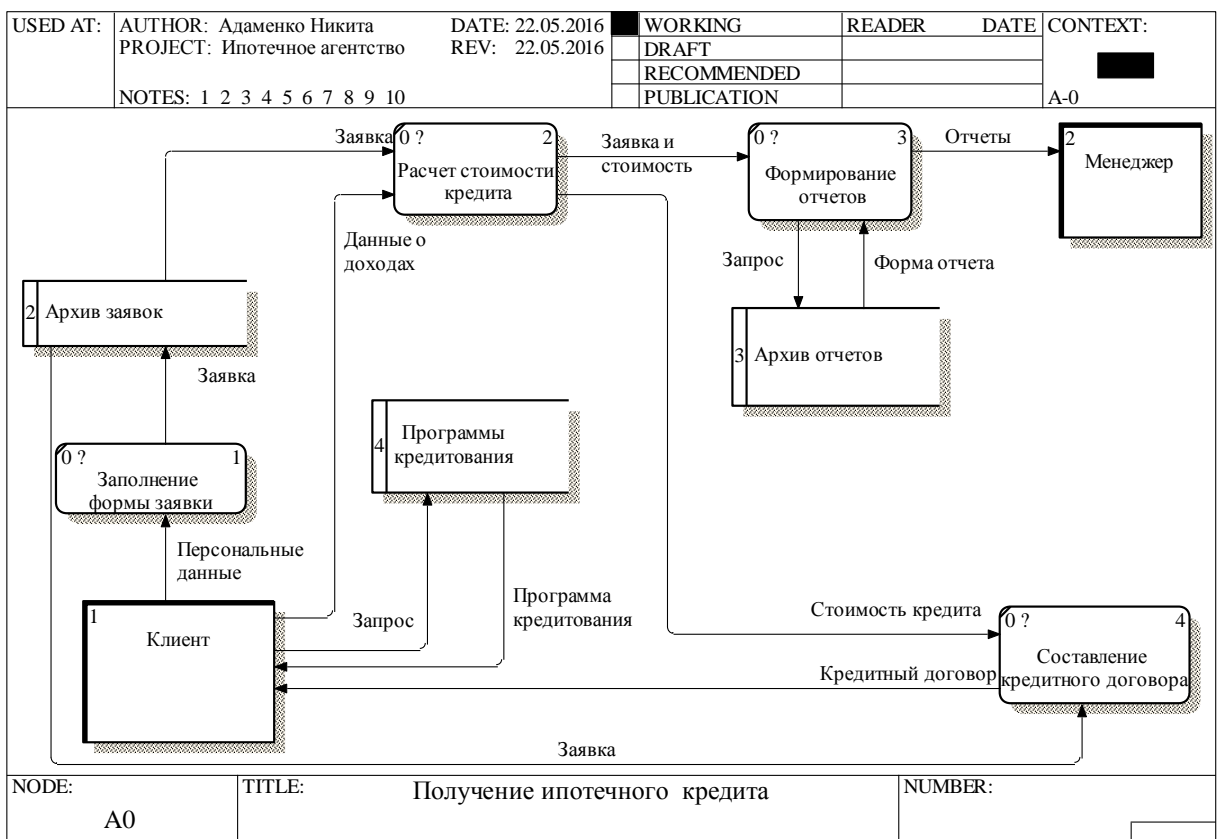 USED AT:
AUTHOR: Адаменко Никита
DATE: 22.05.2016
PROJECT: Ипотечное агентство
REV: 22.05.2016
NOTES: 1 2 3 4 5 6 7 8 9 10
WORKING
DRAFT
RECOMMENDED
PUBLICATION
READER
DATE
CONTEXT:
A-0
Заявка
0 ?
2
Расчет стоимости
кредита
Заявка и
стоимость
0 ?
3
Формирование
отчетов
Отчеты
2
Менеджер
Данные о
доходах
Запрос
Форма отчета
2
Архив заявок
3
Архив отчетов
Заявка
4
Программы
кредитования
0 ?
1
Заполнение
формы заявки
Персональные
данные
1
Клиент
Запрос
Программа
кредитования
Стоимость кредита
0 ?
4
Составление
кредитного договора
Кредитный договор
Заявка
NODE:
A0
TITLE:
Получение ипотечного кредита
NUMBER: